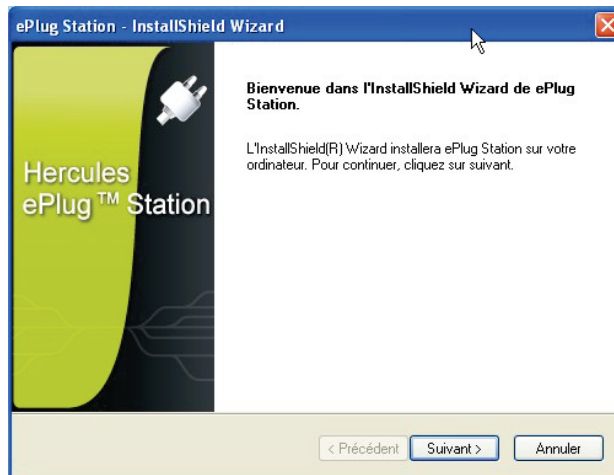 ePlug Station - InstallShield Wizard
Hercules
ePlug™ Station
Bienvenue dans l'InstallShield Wizard de ePlug
Station.
L'InstallShield(R) Wizard installera ePlug Station sur votre
ordinateur. Pour continuer, cliquez sur suivant.
< Précédent
Suivant >
Annuler